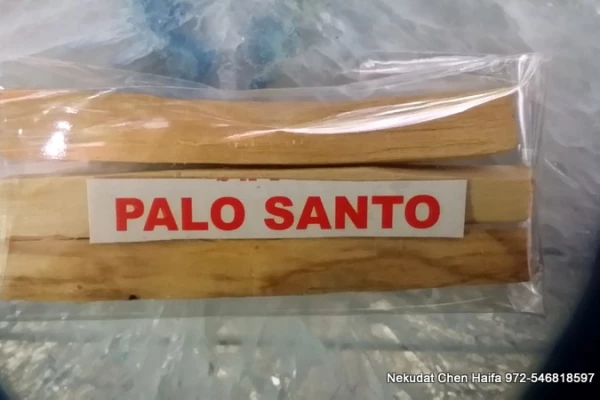 PALO SANTO
Nekudat Chen Haifa 972-546818597